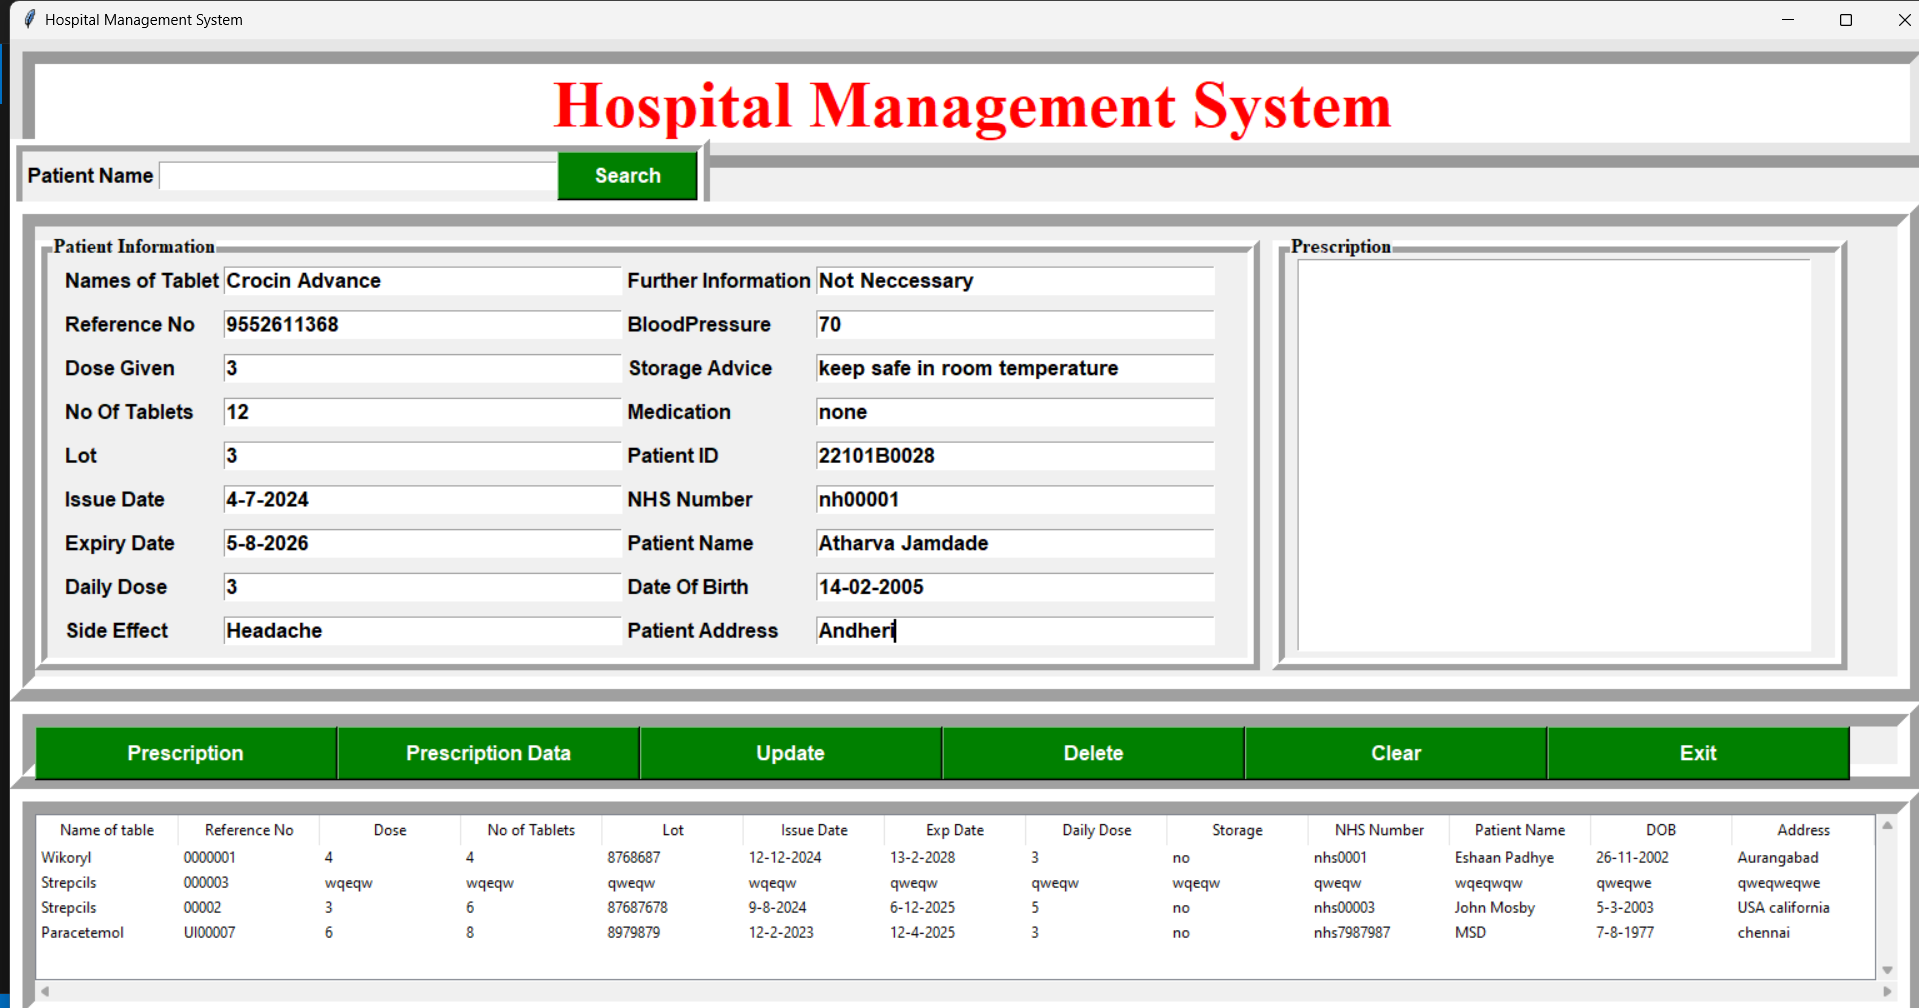 Hospital Management System
Hospital Management System
Patient Name Search
Patient Information
Names of Tablet Crocin Advance Further Information Not Neccessary
Reference No 9552611368 BloodPressure 70
Dose Given 3 Storage Advice keep safe in room temperature
No Of Tablets 12 Medication none
Lot 3 Patient ID 22101B0028
Issue Date 4-7-2024 NHS Number nh00001
Expiry Date 5-8-2026 Patient Name Atharva Jamdade
Daily Dose 3 Date Of Birth 14-02-2005
Side Effect Headache Patient Address Andheri
Prescription
Prescription Prescription Data Update Delete Clear Exit
Name of table Reference No Dose No of Tablets Lot Issue Date Exp Date Daily Dose Storage NHS Number Patient Name DOB Address
Wikoryl 0000001 4 4 8768687 12-12-2024 13-2-2028 3 no nhs0001 Eshaan Padhye 26-11-2002 Aurangabad
Strepcils 000003 wqeqw wqeqw qweqw wqeqw qweqw qweqw wqeqw qweqw wqeqwqw qweqwe qweqweqwe
Strepcils 00002 3 6 87687678 9-8-2024 6-12-2025 5 no nhs00003 John Mosby 5-3-2003 USA california
Paracetemol UI00007 6 8 8979879 12-2-2023 12-4-2025 3 no nhs7987987 MSD 7-8-1977 chennai